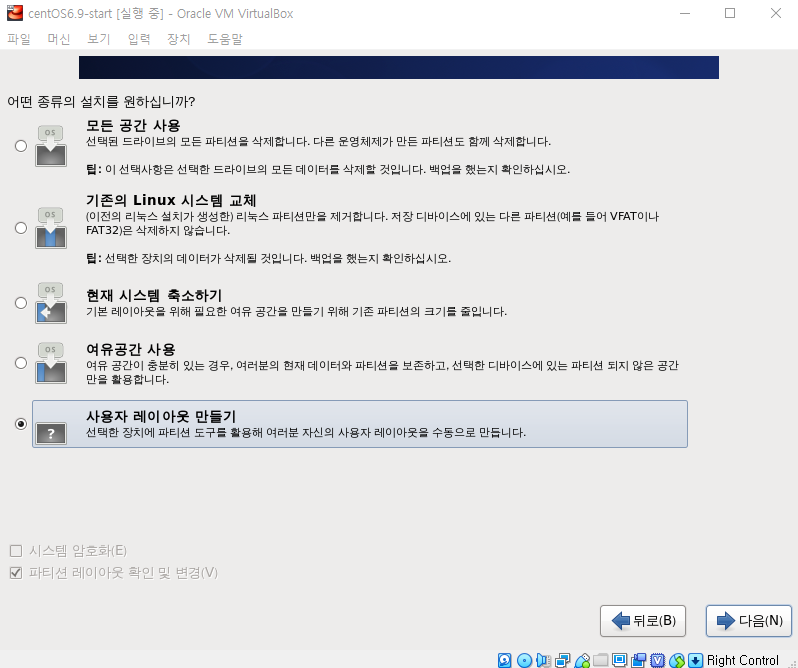 centOS6.9-start [실행 중] - Oracle VM VirtualBox
파일 머신 보기 입력 장치 도움말
어떤 종류의 설치를 원하십니까?
OS
모든 공간 사용
선택된 드라이브의 모든 파티션을 삭제합니다. 다른 운영체제가 만든 파티션도 함께 삭제합니다.
팁: 이 선택사항은 선택한 드라이브의 모든 데이터를 삭제할 것입니다. 백업을 했는지 확인하십시오.
OS
기존의 Linux 시스템 교체
(이전의 리눅스 설치가 생성한) 리눅스 파티션만을 제거합니다. 저장 디바이스에 있는 다른 파티션(예를 들어 VFAT이나
FAT32)은 삭제하지 않습니다.
팁: 선택한 장치의 데이터가 삭제될 것입니다. 백업을 했는지 확인하십시오.
OS
현재 시스템 축소하기
기본 레이아웃을 위해 필요한 여유 공간을 만들기 위해 기존 파티션의 크기를 줄입니다.
OS
여유공간 사용
여유 공간이 충분히 있는 경우, 여러분의 현재 데이터와 파티션을 보존하고, 선택한 디바이스에 있는 파티션 되지 않은 공간
만을 활용합니다.
?
사용자 레이아웃 만들기
선택한 장치에 파티션 도구를 활용해 여러분 자신의 사용자 레이아웃을 수동으로 만듭니다.
시스템 암호화(E)
파티션 레이아웃 확인 및 변경(V)
뒤로(B) 다음(N)
Right Control